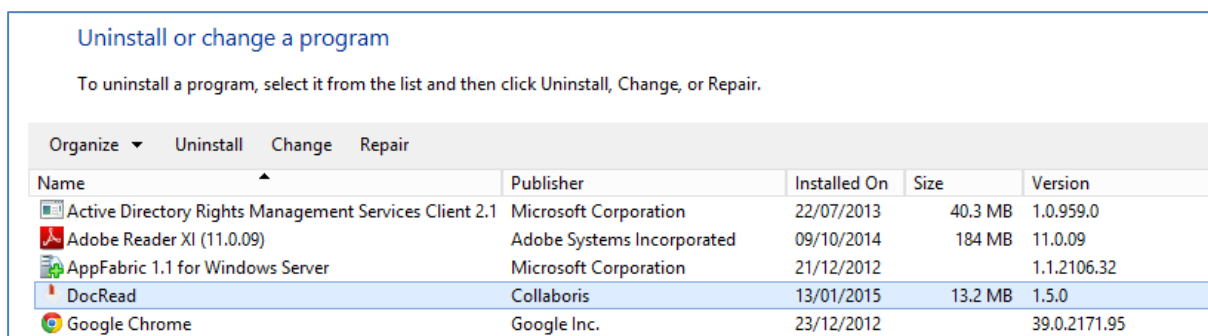 Uninstall or change a program
To uninstall a program, select it from the list and then click Uninstall, Change, or Repair.
Organize Uninstall Change Repair
Name Publisher Installed On Size Version
Active Directory Rights Management Services Client 2.1 Microsoft Corporation 22/07/2013 40.3 MB 1.0.959.0
Adobe Reader XI (11.0.09) Adobe Systems Incorporated 09/10/2014 184 MB 11.0.09
AppFabric 1.1 for Windows Server Microsoft Corporation 21/12/2012 1.1.2106.32
DocRead Collaboris 13/01/2015 13.2 MB 1.5.0
Google Chrome Google Inc. 23/12/2012 39.0.2171.95